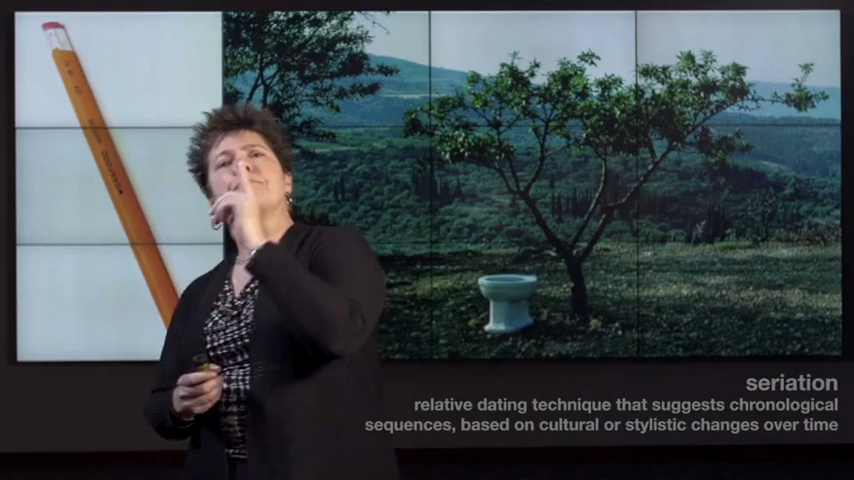 seriation
relative dating technique that suggests chronological
sequences, based on cultural or stylistic changes over time